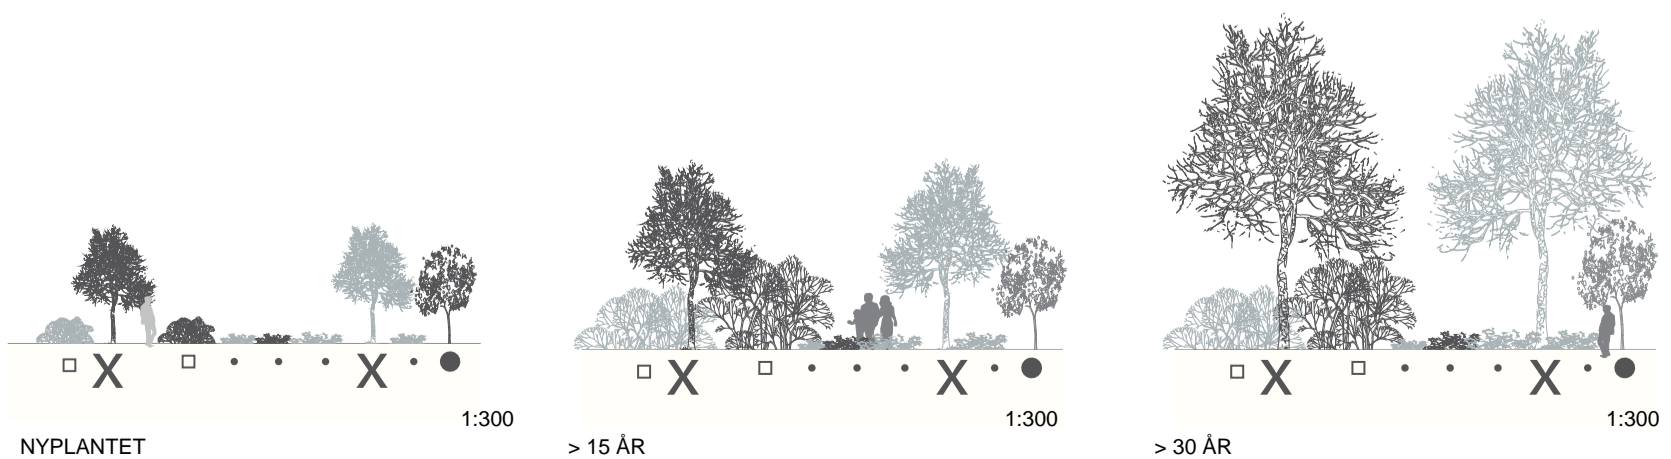 X X
1:300
NYPLANTET
X X
1:300
> 15 ÅR
X X
1:300
> 30 ÅR